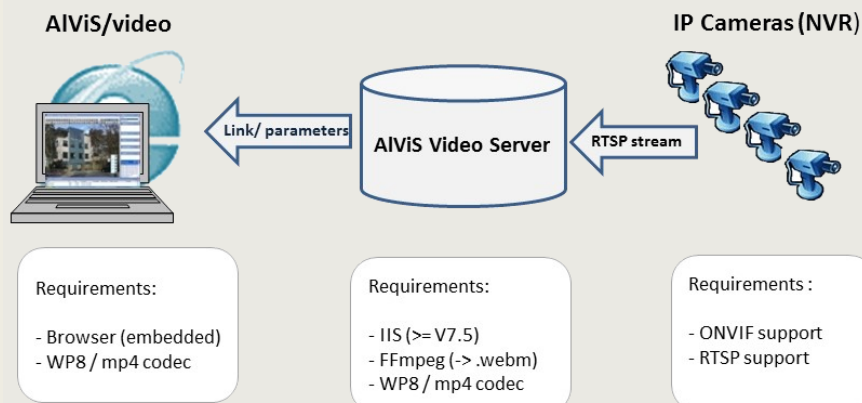 AlViS/video
IP Cameras (NVR)
Link/ parameters
AlViS Video Server
RTSP stream
Requirements:
- Browser (embedded)
- WP8 / mp4 codec
Requirements:
- IIS (>= V7.5)
- FFmpeg (-> .webm)
- WP8 / mp4 codec
Requirements :
- ONVIF support
- RTSP support